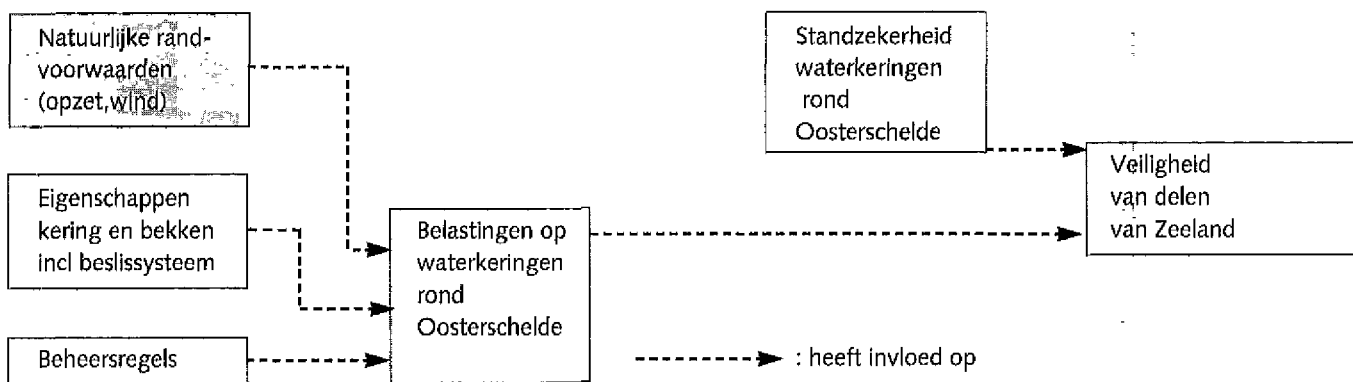 Natuurlijke rand-
voorwaarden
(opzet,wind)
Standzekerheid
waterkeringen
rond
Oosterschelde
Veiligheid
van delen
van Zeeland
Eigenschappen
kering en bekken
incl beslissysteem
Belastingen op
waterkeringen
rond
Oosterschelde
Beheersregels
: heeft invloed op